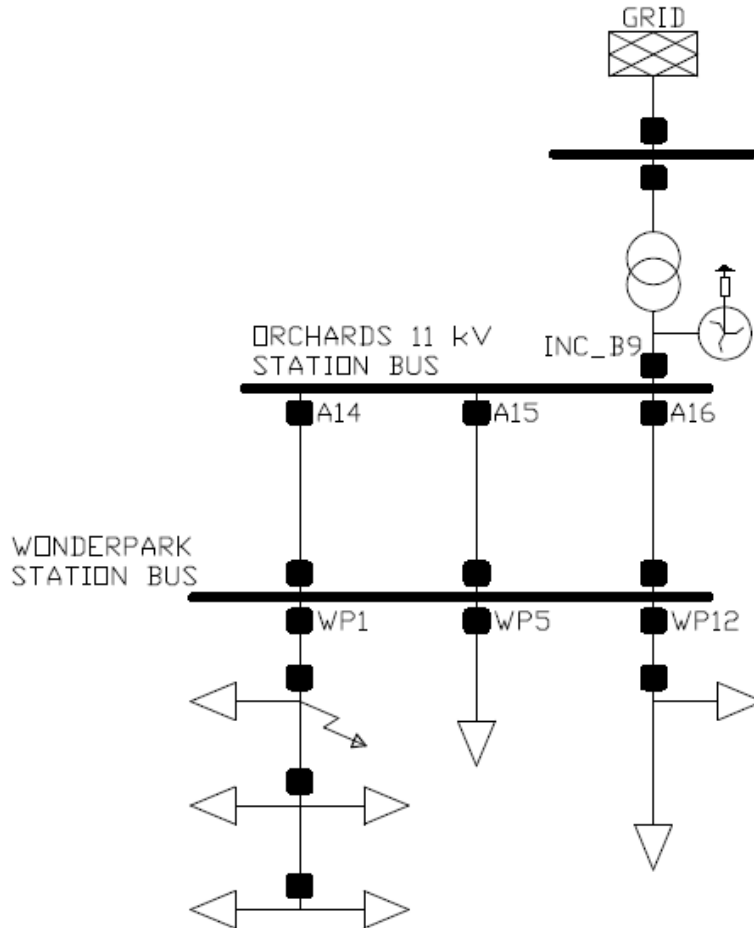 GRID
ORCHARDS 11 kV
STATION BUS
INC_B9
A14
A15
A16
WONDERPARK
STATION BUS
WP1
WP5
WP12